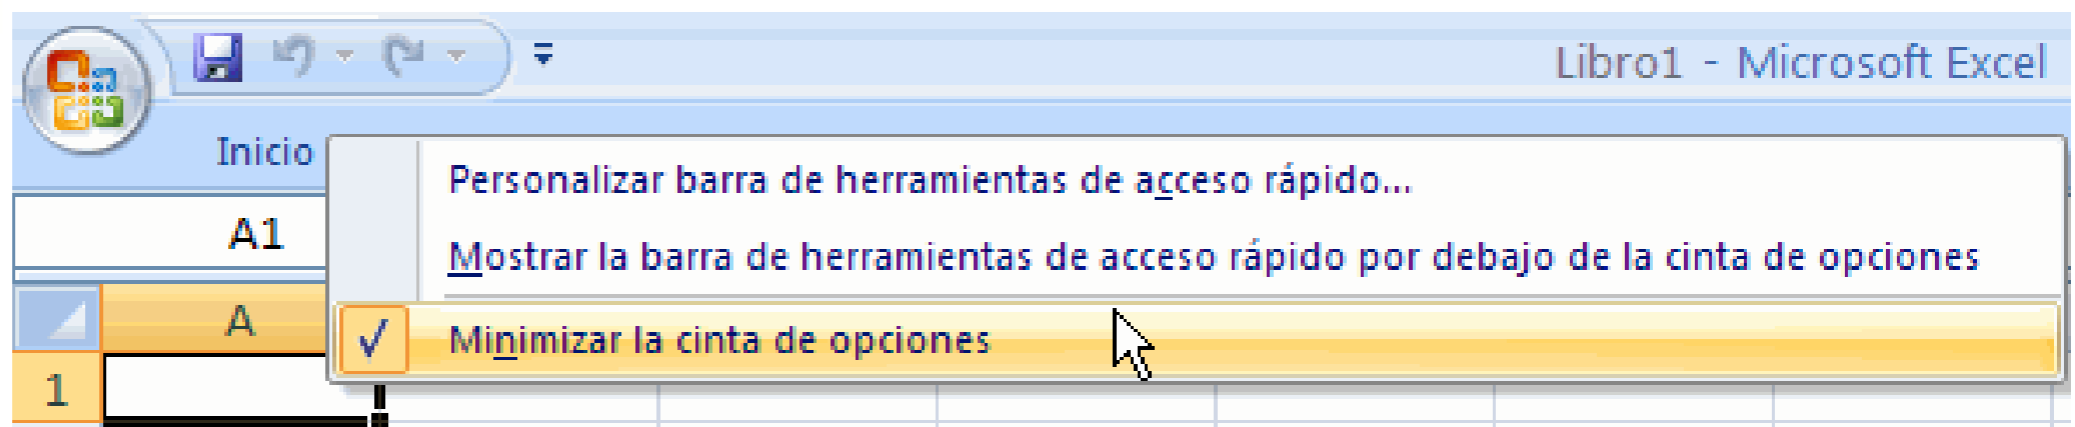 Libro1 - Microsoft Excel
Inicio
Personalizar barra de herramientas de acceso rápido...
A1
Mostrar la barra de herramientas de acceso rápido por debajo de la cinta de opciones
A
Minimizar la cinta de opciones
1